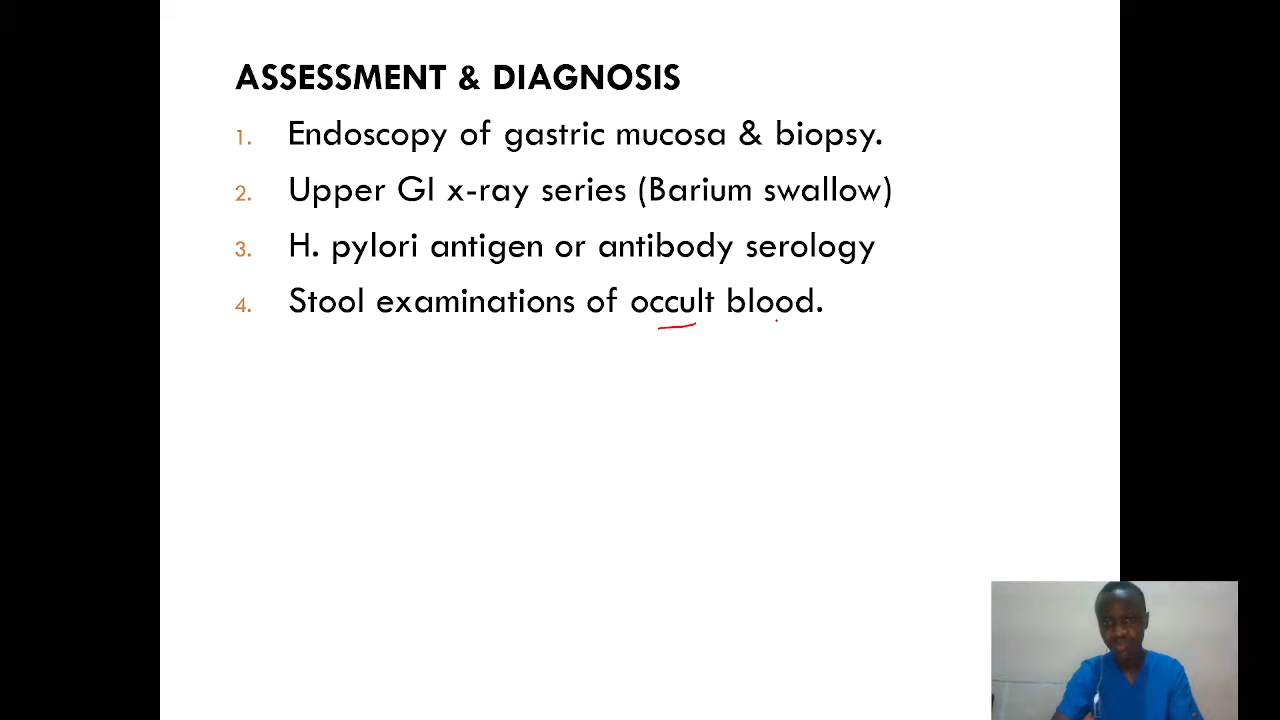 ASSESSMENT & DIAGNOSIS
1. Endoscopy of gastric mucosa & biopsy.
2. Upper GI x-ray series (Barium swallow)
3. H. pylori antigen or antibody serology
4. Stool examinations of occult blood.